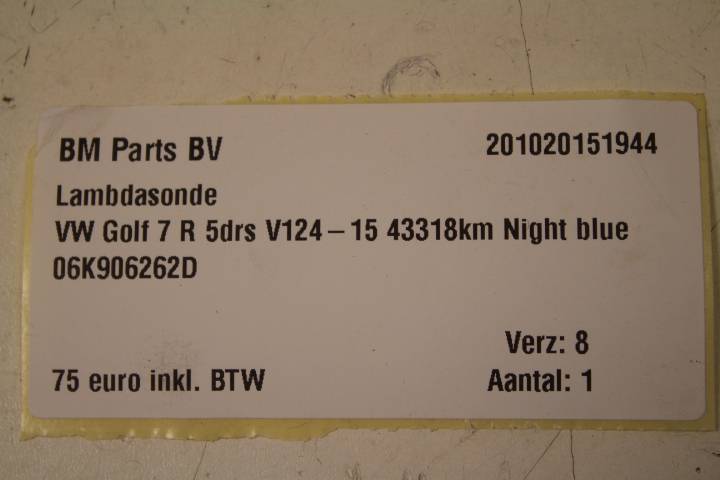 BM Parts BV 201020151944
Lambdasonde
VW Golf 7 R 5drs V124-15 43318km Night blue
06K906262D
Verz: 8
75 euro inkl. BTW Aantal: 1